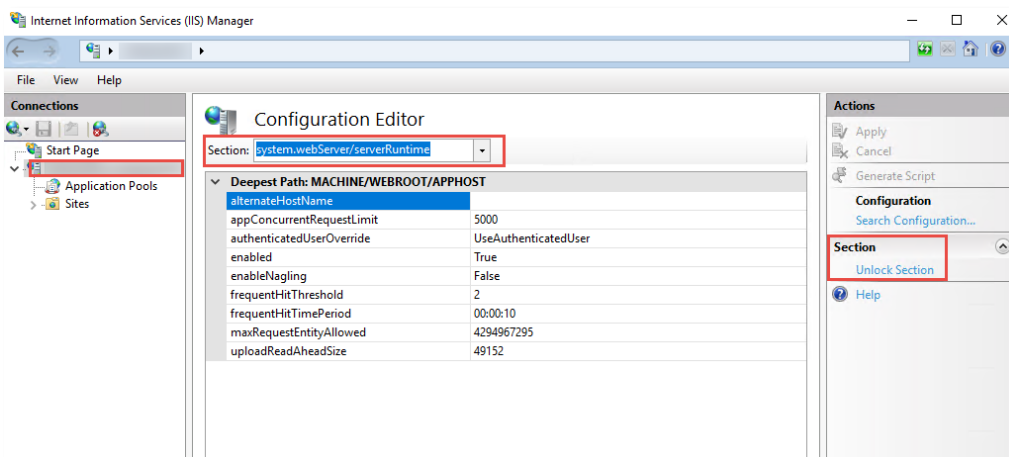 Internet Information Services (IIS) Manager
File View Help
Connections
Start Page
Application Pools
Sites
Configuration Editor
Section: system.webServer/serverRuntime
Deepest Path: MACHINE/WEBROOT/APPHOST
alternateHostName
appConcurrentRequestLimit 5000
authenticatedUserOverride UseAuthenticatedUser
enabled True
enableNagling False
frequentHitThreshold 2
frequentHitTimePeriod 00:00:10
maxRequestEntityAllowed 4294967295
uploadReadAheadSize 49152
Actions
Apply
Cancel
Generate Script
Configuration
Search Configuration...
Section
Unlock Section
Help